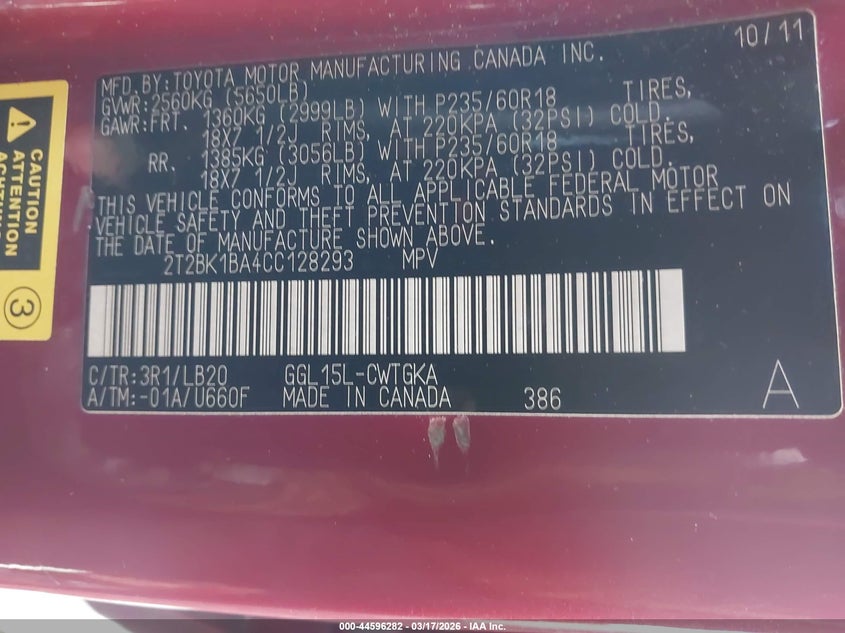 10/11
MFD.BY:TOYOTA MOTOR MANUFACTURING CANADA INC.
GVWR:2560KG (5650LB)
GAWR:FRT. 1360KG (2999LB) WITH P235/60R18 TIRES,
18X7 1/2J RIMS, AT 220KPA (32PSI) COLD.
RR. 1385KG (3056LB) WITH P235/60R18 TIRES,
18X7 1/2J RIMS, AT 220KPA (32PSI) COLD.
THIS VEHICLE CONFORMS TO ALL APPLICABLE FEDERAL MOTOR
VEHICLE SAFETY AND THEFT PREVENTION STANDARDS IN EFFECT ON
THE DATE OF MANUFACTURE SHOWN ABOVE.
2T2BK1BA4CC128293 MPV
C/TR:3R1/LB20 GGL15L-CWTGKA
A/TM:-01A/U660F MADE IN CANADA 386 A
CAUTION
ATTENTION
3
000-44596282 - 03/17/2026 - IAA Inc.